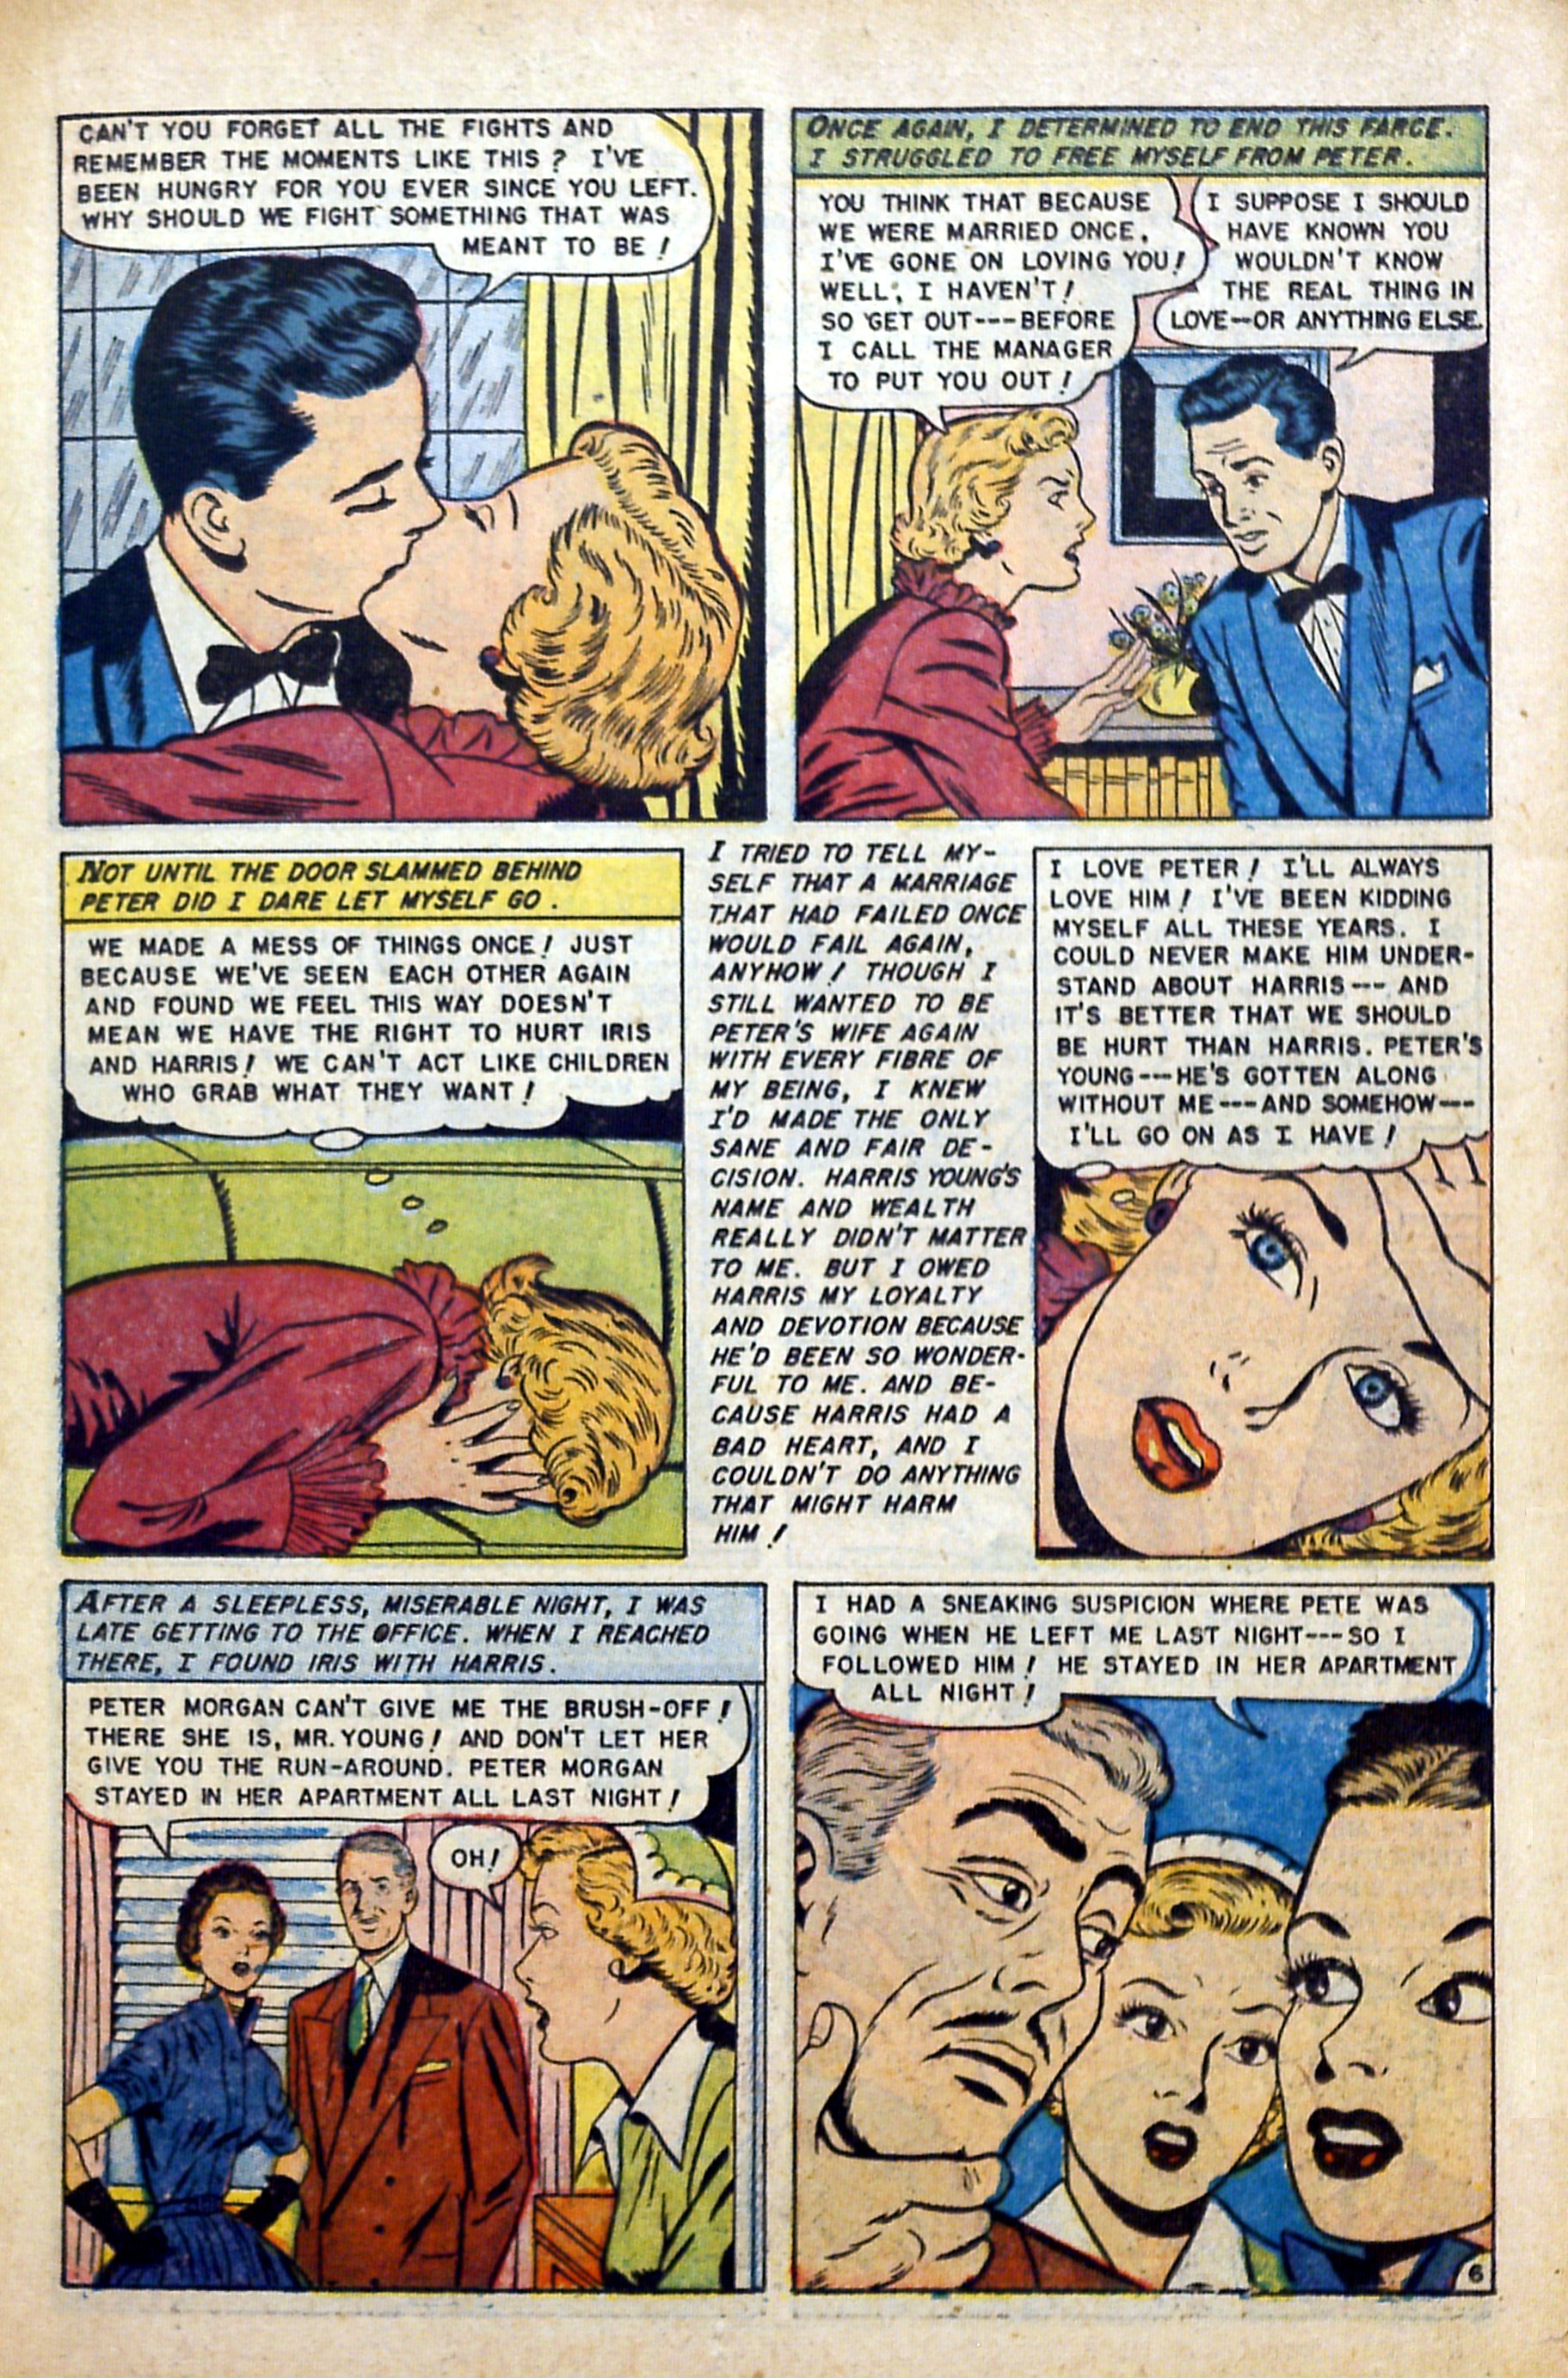 CAN'T YOU FORGET ALL THE FIGHTS AND
REMEMBER THE MOMENTS LIKE THIS? I'VE
BEEN HUNGRY FOR YOU EVER SINCE YOU LEFT.
WHY SHOULD WE FIGHT SOMETHING THAT WAS
MEANT TO BE!
ONCE AGAIN, I DETERMINED TO END THIS FARCE.
I STRUGGLED TO FREE MYSELF FROM PETER.
YOU THINK THAT BECAUSE
WE WERE MARRIED ONCE,
I'VE GONE ON LOVING YOU!
WELL, I HAVEN'T!
SO GET OUT---BEFORE
I CALL THE MANAGER
TO PUT YOU OUT!
I SUPPOSE I SHOULD
HAVE KNOWN YOU
WOULDN'T KNOW
THE REAL THING IN
LOVE--OR ANYTHING ELSE.
NOT UNTIL THE DOOR SLAMMED BEHIND
PETER DID I DARE LET MYSELF GO.
WE MADE A MESS OF THINGS ONCE! JUST
BECAUSE WE'VE SEEN EACH OTHER AGAIN
AND FOUND WE FEEL THIS WAY DOESN'T
MEAN WE HAVE THE RIGHT TO HURT IRIS
AND HARRIS! WE CAN'T ACT LIKE CHILDREN
WHO GRAB WHAT THEY WANT!
I TRIED TO TELL MY-
SELF THAT A MARRIAGE
THAT HAD FAILED ONCE
WOULD FAIL AGAIN,
ANYHOW! THOUGH I
STILL WANTED TO BE
PETER'S WIFE AGAIN
WITH EVERY FIBRE OF
MY BEING, I KNEW
I'D MADE THE ONLY
SANE AND FAIR DE-
CISION. HARRIS YOUNG'S
NAME AND WEALTH
REALLY DIDN'T MATTER
TO ME. BUT I OWED
HARRIS MY LOYALTY
AND DEVOTION BECAUSE
HE'D BEEN SO WONDER-
FUL TO ME. AND BE-
CAUSE HARRIS HAD A
BAD HEART, AND I
COULDN'T DO ANYTHING
THAT MIGHT HARM
HIM!
I LOVE PETER! I'LL ALWAYS
LOVE HIM! I'VE BEEN KIDDING
MYSELF ALL THESE YEARS. I
COULD NEVER MAKE HIM UNDER-
STAND ABOUT HARRIS--- AND
IT'S BETTER THAT WE SHOULD
BE HURT THAN HARRIS. PETER'S
YOUNG---HE'S GOTTEN ALONG
WITHOUT ME---AND SOMEHOW---
I'LL GO ON AS I HAVE!
AFTER A SLEEPLESS, MISERABLE NIGHT, I WAS
LATE GETTING TO THE OFFICE. WHEN I REACHED
THERE, I FOUND IRIS WITH HARRIS.
PETER MORGAN CAN'T GIVE ME THE BRUSH-OFF!
THERE SHE IS, MR. YOUNG! AND DON'T LET HER
GIVE YOU THE RUN-AROUND. PETER MORGAN
STAYED IN HER APARTMENT ALL LAST NIGHT!
OH!
I HAD A SNEAKING SUSPICION WHERE PETE WAS
GOING WHEN HE LEFT ME LAST NIGHT---SO I
FOLLOWED HIM! HE STAYED IN HER APARTMENT
ALL NIGHT!
6